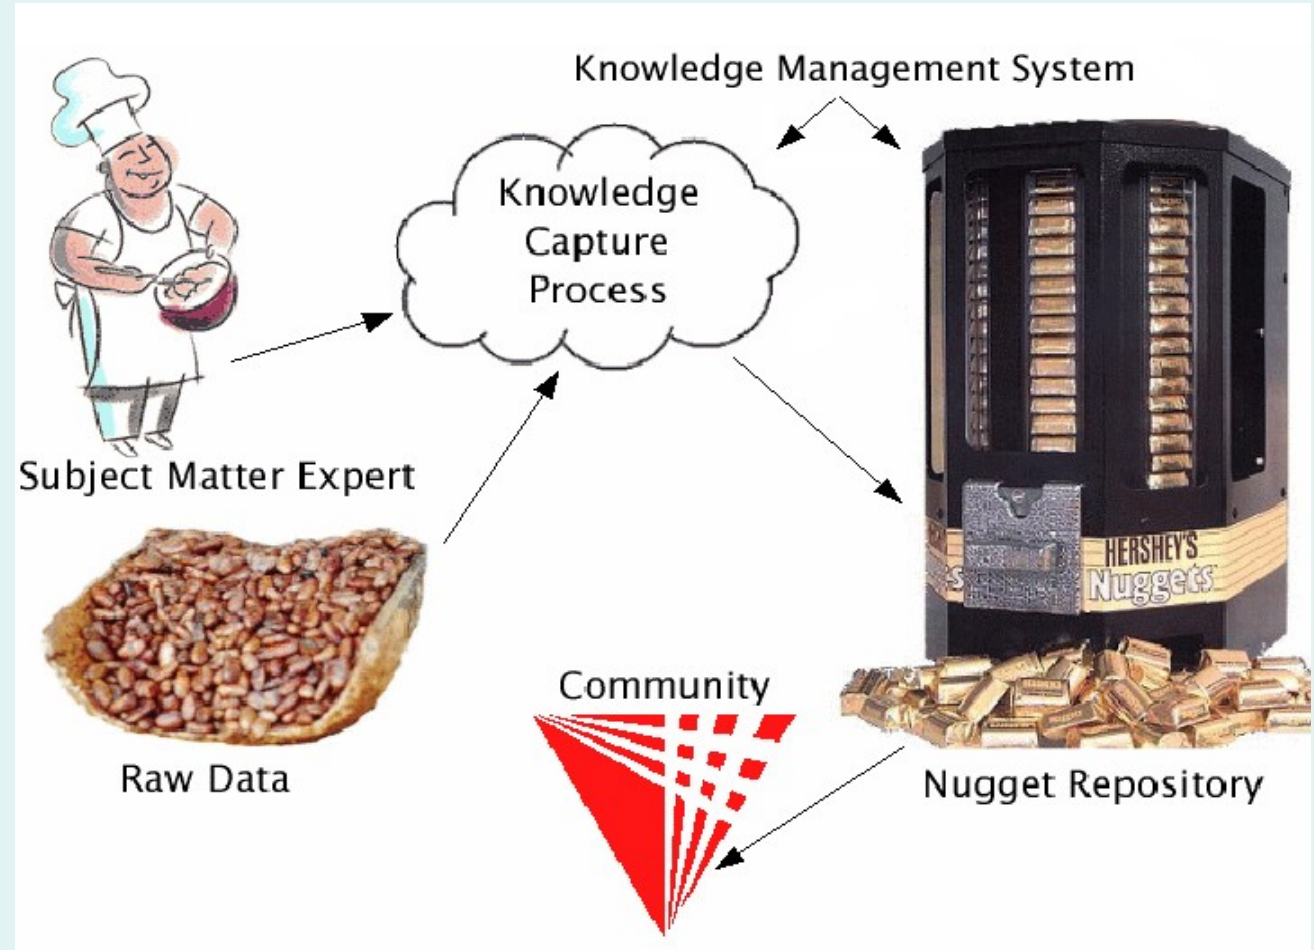 Knowledge Management System
Knowledge
Capture
Process
Subject Matter Expert
HERSHEY'S
Nuggets
Community
Raw Data
Nugget Repository